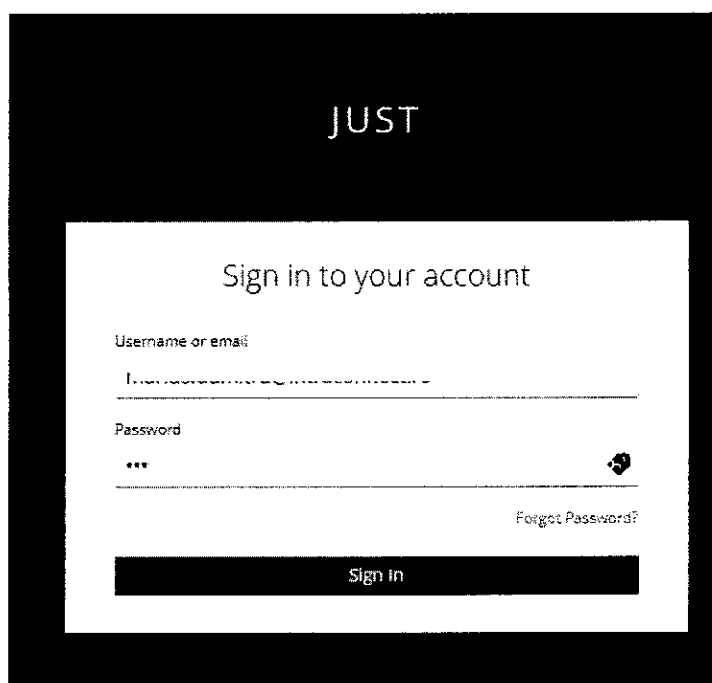 JUST
Sign in to your account
Username or email
Password
•••
Forgot Password?
Sign In